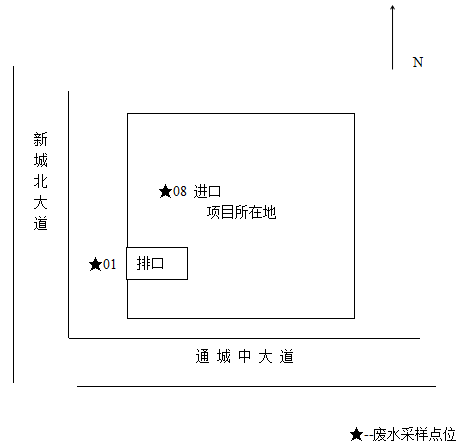 N
新城北大道
★08 进口
项目所在地
★01
排口
通城中大道
★--废水采样点位